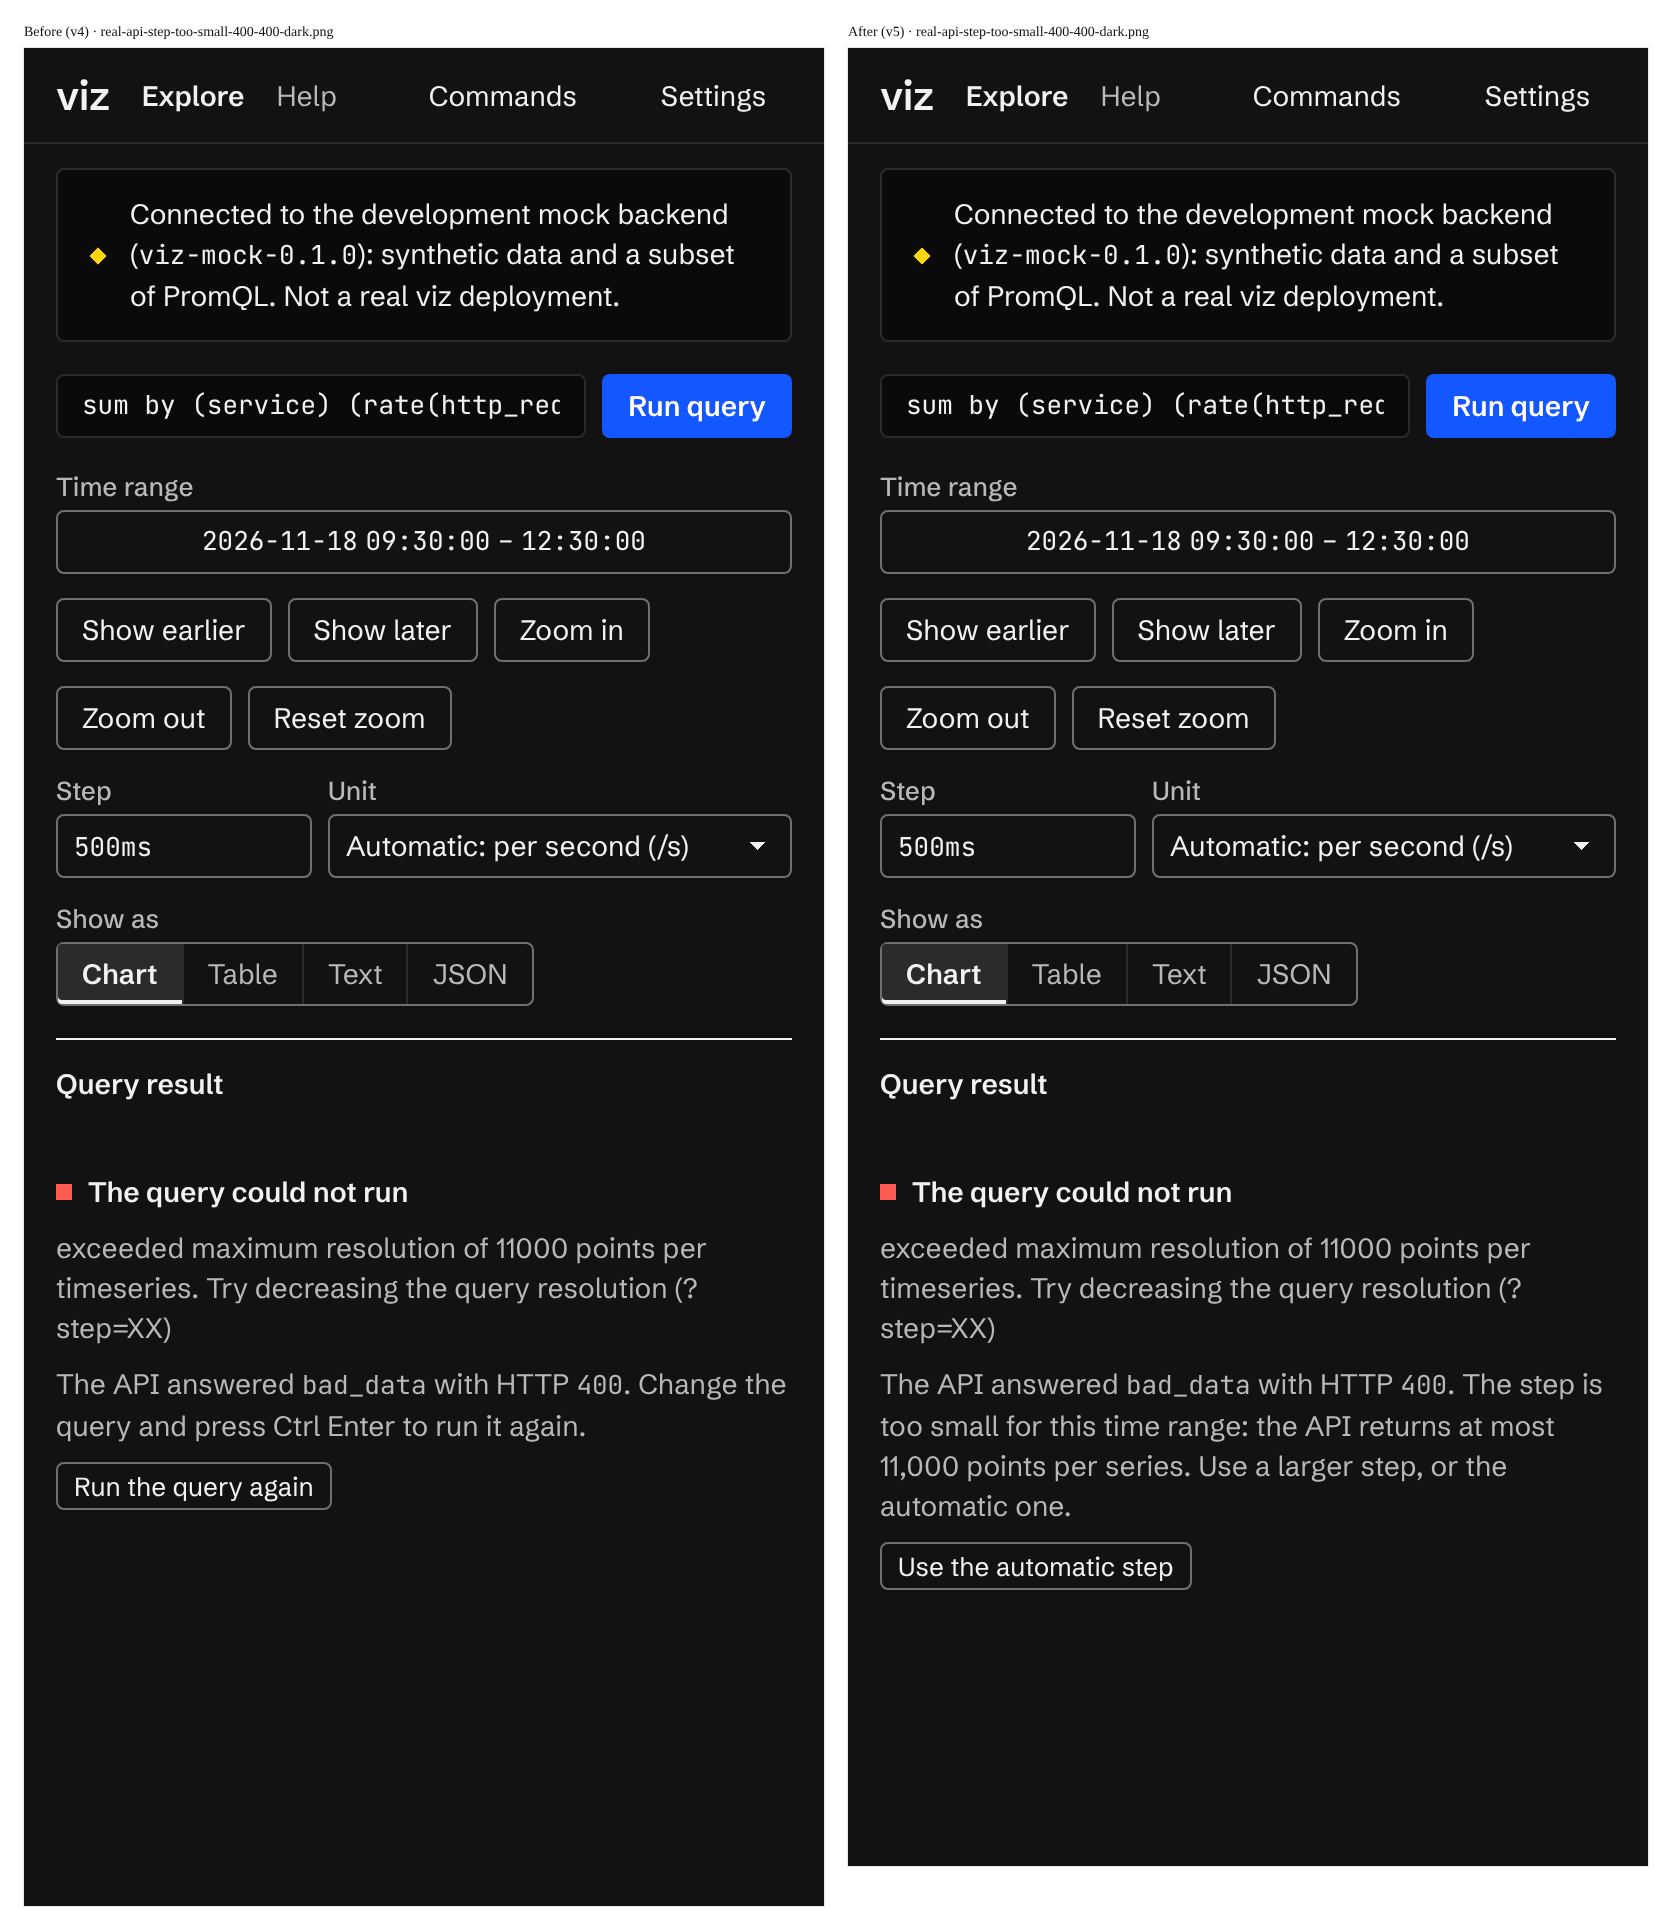 Before (v4) · real-api-step-too-small-400-400-dark.png
viz Explore Help Commands Settings
Connected to the development mock backend
(viz-mock-0.1.0): synthetic data and a subset
of PromQL. Not a real viz deployment.
sum by (service) (rate(http_rec
Run query
Time range
2026-11-18 09:30:00 – 12:30:00
Show earlier Show later Zoom in
Zoom out Reset zoom
Step Unit
500ms Automatic: per second (/s)
Show as
Chart Table Text JSON
Query result
The query could not run
exceeded maximum resolution of 11000 points per
timeseries. Try decreasing the query resolution (?
step=XX)
The API answered bad_data with HTTP 400. Change the
query and press Ctrl Enter to run it again.
Run the query again
After (v5) · real-api-step-too-small-400-400-dark.png
viz Explore Help Commands Settings
Connected to the development mock backend
(viz-mock-0.1.0): synthetic data and a subset
of PromQL. Not a real viz deployment.
sum by (service) (rate(http_rec
Run query
Time range
2026-11-18 09:30:00 – 12:30:00
Show earlier Show later Zoom in
Zoom out Reset zoom
Step Unit
500ms Automatic: per second (/s)
Show as
Chart Table Text JSON
Query result
The query could not run
exceeded maximum resolution of 11000 points per
timeseries. Try decreasing the query resolution (?
step=XX)
The API answered bad_data with HTTP 400. The step is
too small for this time range: the API returns at most
11,000 points per series. Use a larger step, or the
automatic one.
Use the automatic step